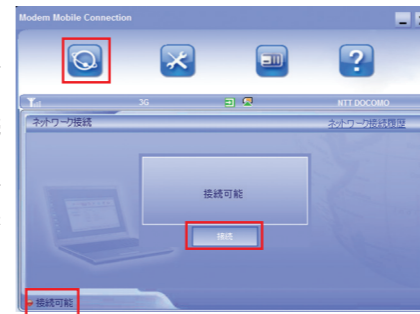 Modem Mobile Connection
3G
NTT DOCOMO
ネットワーク接続
ネットワーク接続履歴
接続可能
接続
接続可能